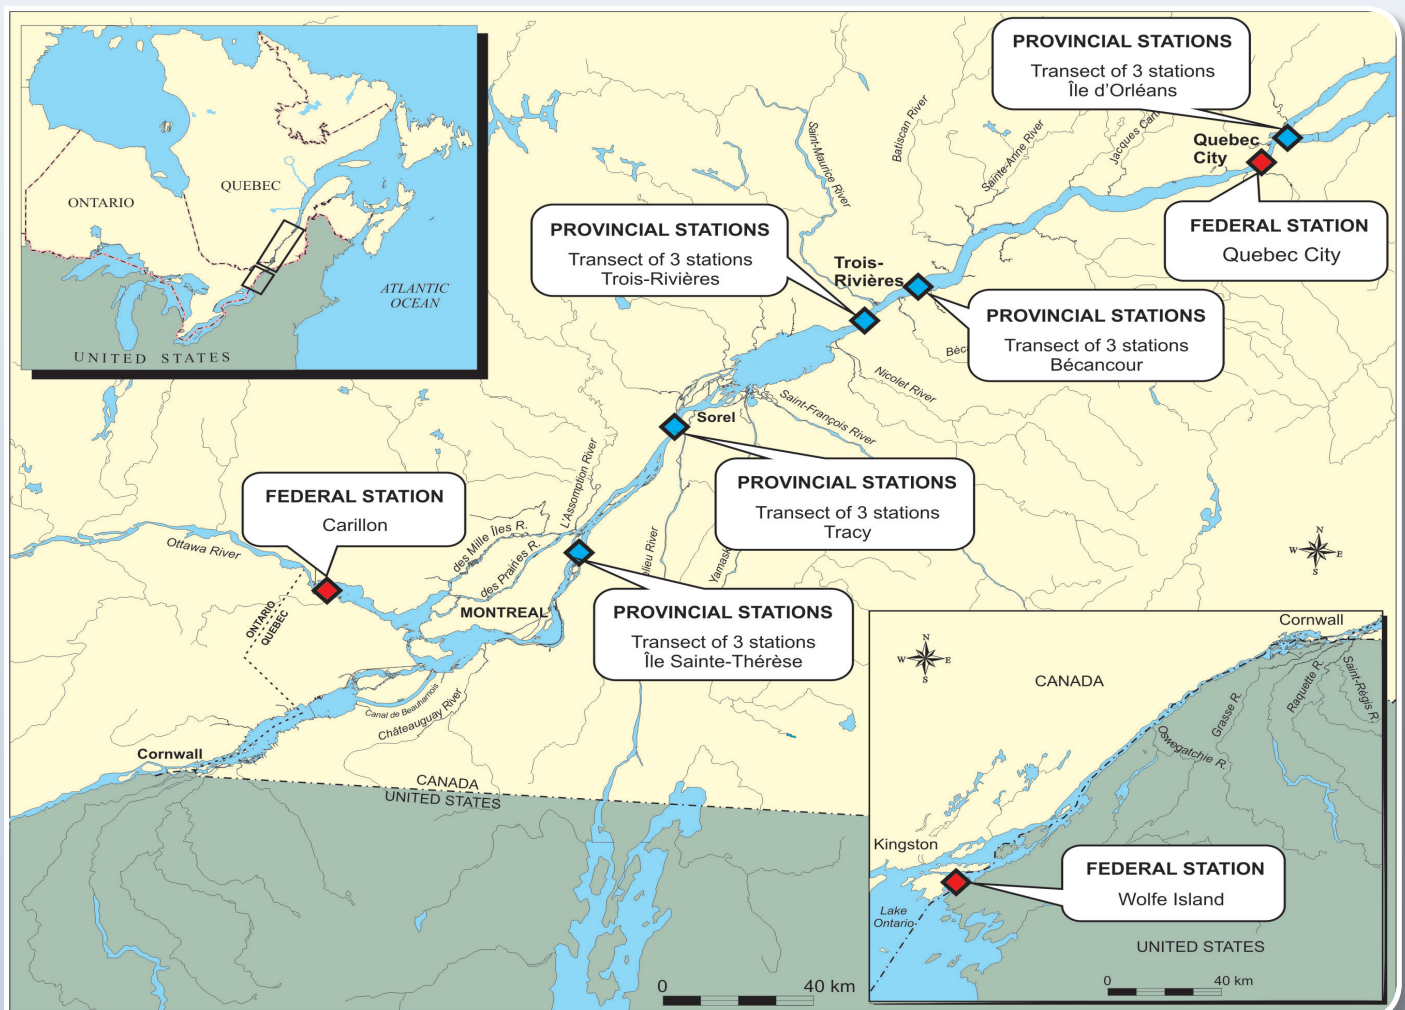 ONTARIO
QUEBEC
ATLANTIC
OCEAN
UNITED STATES
PROVINCIAL STATIONS
Transect of 3 stations
Île d'Orléans
Quebec
City
FEDERAL STATION
Quebec City
Saint-Maurice River
Batiscan River
Sainte-Anne River
Jacques
PROVINCIAL STATIONS
Transect of 3 stations
Trois-Rivières
Trois-
Rivières
PROVINCIAL STATIONS
Transect of 3 stations
Bécancour
Nicolet River
Saint-François River
Sorel
PROVINCIAL STATIONS
Transect of 3 stations
Tracy
L'Assomption River
FEDERAL STATION
Carillon
Ottawa River
des Mille Îles R.
des Prairies R.
ONTARIO
QUEBEC
MONTREAL
elieu River
Yamask
PROVINCIAL STATIONS
Transect of 3 stations
Île Sainte-Thérèse
Canal de Beauharnois
Châteauguay River
Cornwall
CANADA
UNITED STATES
N
W E
S
0 40 km
N
W E
S
Cornwall
CANADA
Saint-Régis R.
Raquette R.
Grasse R.
Oswegatchie R.
Kingston
FEDERAL STATION
Wolfe Island
Lake
Ontario
UNITED STATES
0 40 km